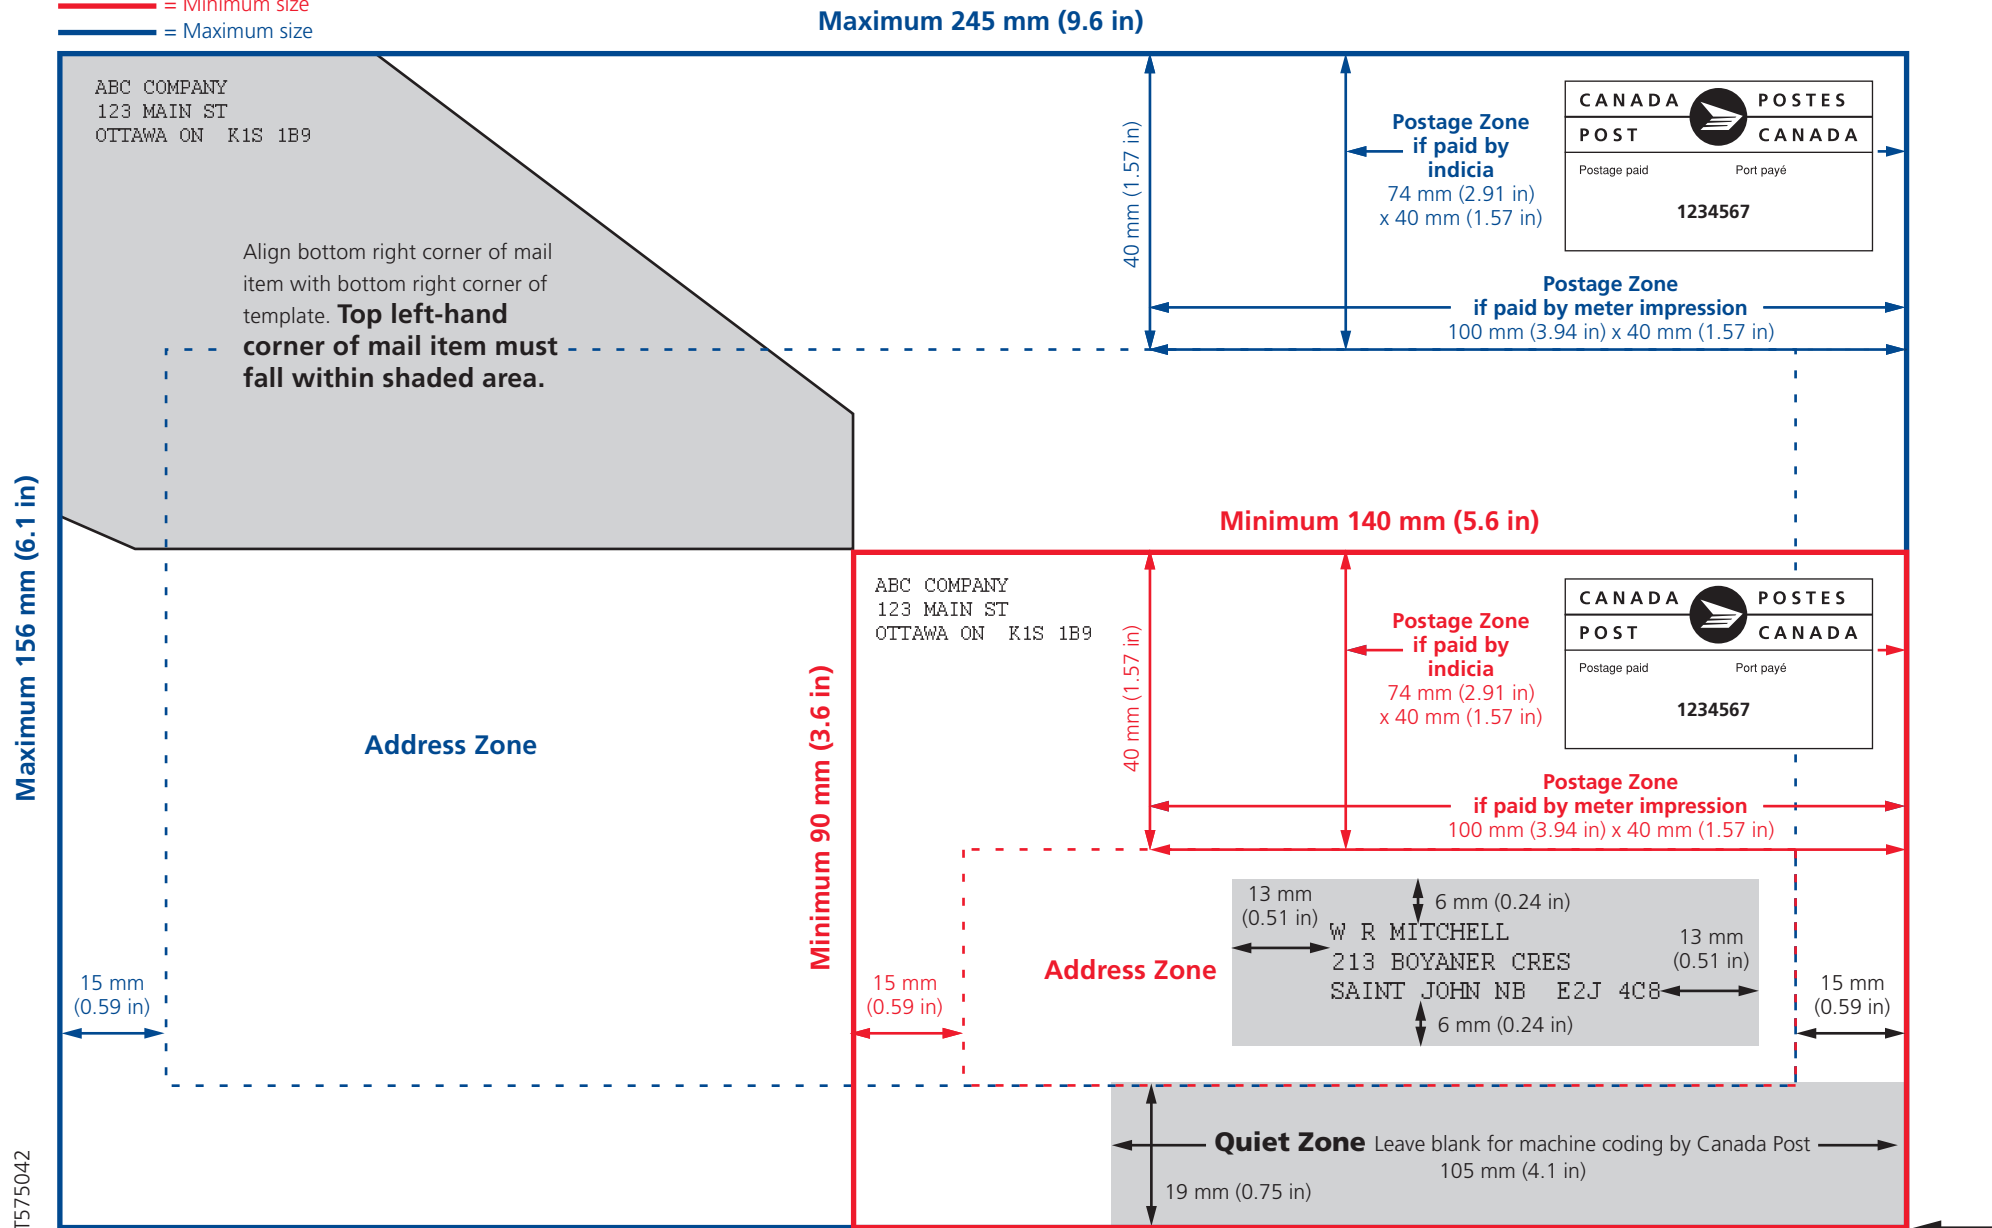 = Minimum size
= Maximum size
Maximum 245 mm (9.6 in)
ABC COMPANY
123 MAIN ST
OTTAWA ON K1S 1B9
40 mm (1.57 in)
Postage Zone
if paid by
indicia
74 mm (2.91 in)
x 40 mm (1.57 in)
CANADA POSTES
POST CANADA
Postage paid Port payé
1234567
Align bottom right corner of mail
item with bottom right corner of
template. Top left-hand
corner of mail item must
fall within shaded area.
Postage Zone
if paid by meter impression
100 mm (3.94 in) x 40 mm (1.57 in)
Maximum 156 mm (6.1 in)
Minimum 140 mm (5.6 in)
ABC COMPANY
123 MAIN ST
OTTAWA ON K1S 1B9
40 mm (1.57 in)
Postage Zone
if paid by
indicia
74 mm (2.91 in)
x 40 mm (1.57 in)
CANADA POSTES
POST CANADA
Postage paid Port payé
1234567
Address Zone
Minimum 90 mm (3.6 in)
Postage Zone
if paid by meter impression
100 mm (3.94 in) x 40 mm (1.57 in)
13 mm
(0.51 in)
6 mm (0.24 in)
W R MITCHELL
213 BOYANER CRES
SAINT JOHN NB E2J 4C8
13 mm
(0.51 in)
6 mm (0.24 in)
Address Zone
15 mm
(0.59 in)
15 mm
(0.59 in)
15 mm
(0.59 in)
Quiet Zone Leave blank for machine coding by Canada Post
105 mm (4.1 in)
19 mm (0.75 in)
T575042